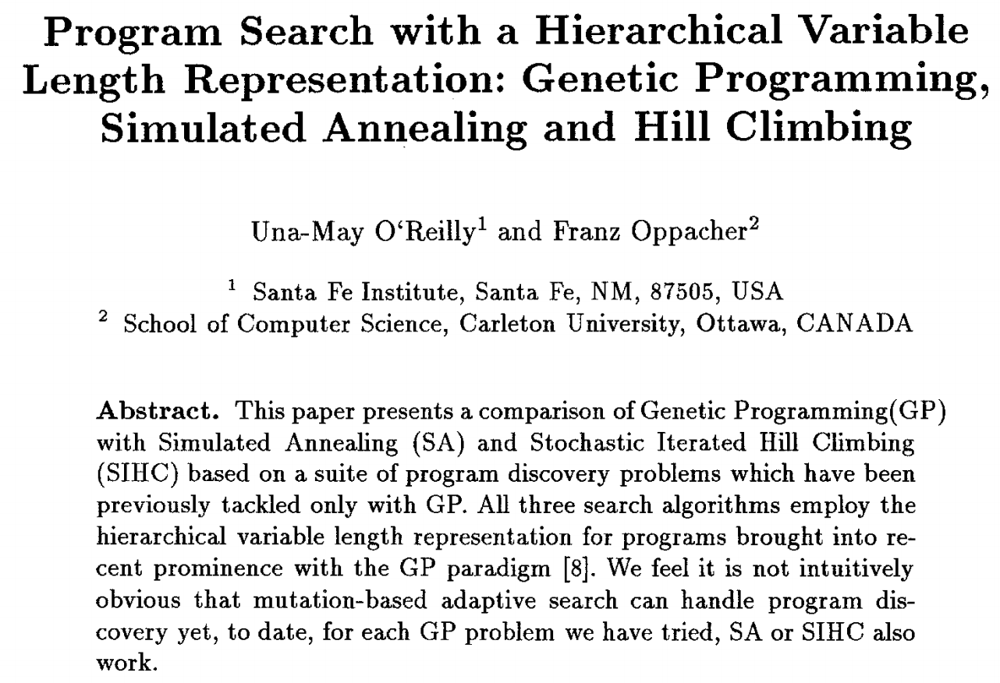 Program Search with a Hierarchical Variable
Length Representation: Genetic Programming,
Simulated Annealing and Hill Climbing
Una-May O‘Reilly¹ and Franz Oppacher²
¹ Santa Fe Institute, Santa Fe, NM, 87505, USA
² School of Computer Science, Carleton University, Ottawa, CANADA
Abstract. This paper presents a comparison of Genetic Programming(GP)
with Simulated Annealing (SA) and Stochastic Iterated Hill Climbing
(SIHC) based on a suite of program discovery problems which have been
previously tackled only with GP. All three search algorithms employ the
hierarchical variable length representation for programs brought into re-
cent prominence with the GP paradigm [8]. We feel it is not intuitively
obvious that mutation-based adaptive search can handle program dis-
covery yet, to date, for each GP problem we have tried, SA or SIHC also
work.